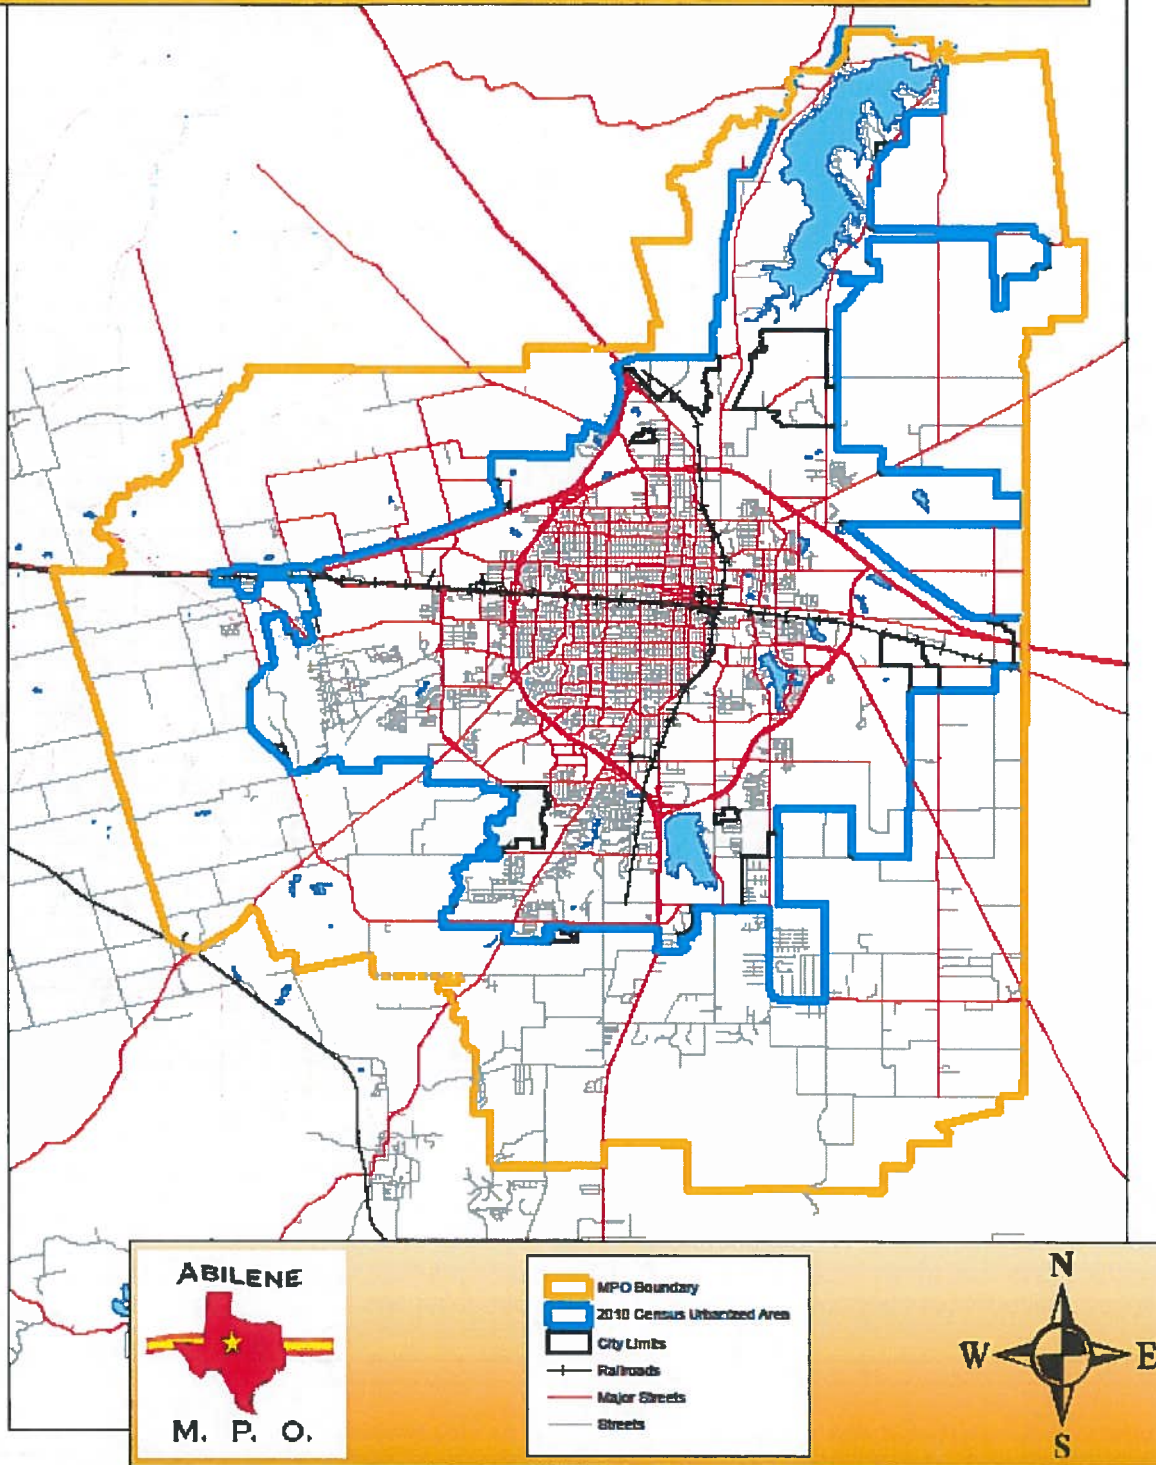 ABILENE
M. P. O.
MPO Boundary
2010 Census Urbanized Area
City Limits
Railroads
Major Streets
Streets
N
W E
S